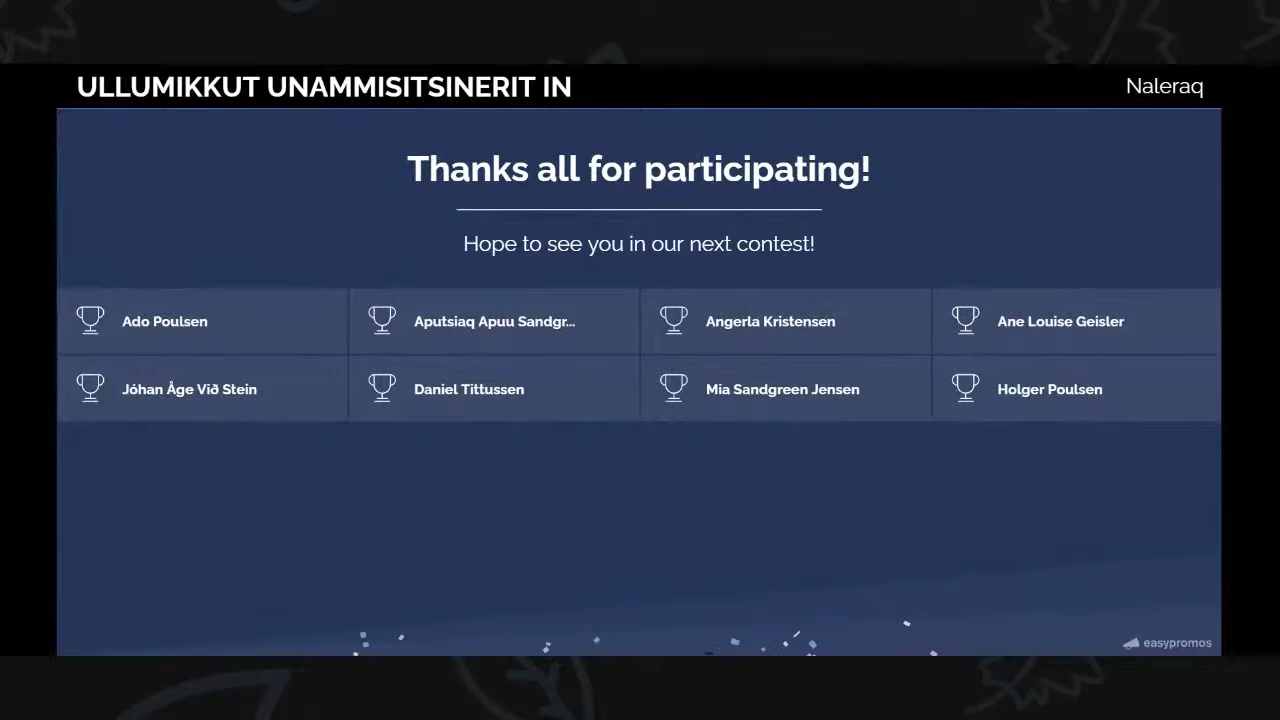 ULLUMIKKUT UNAMMISITSINERIT IN
Naleraq
Thanks all for participating!
Hope to see you in our next contest!
Ado Poulsen
Aputsiaq Apuu Sandgr...
Angerla Kristensen
Ane Louise Geisler
Jóhan Åge Við Stein
Daniel Tittussen
Mia Sandgreen Jensen
Holger Poulsen
easypromos